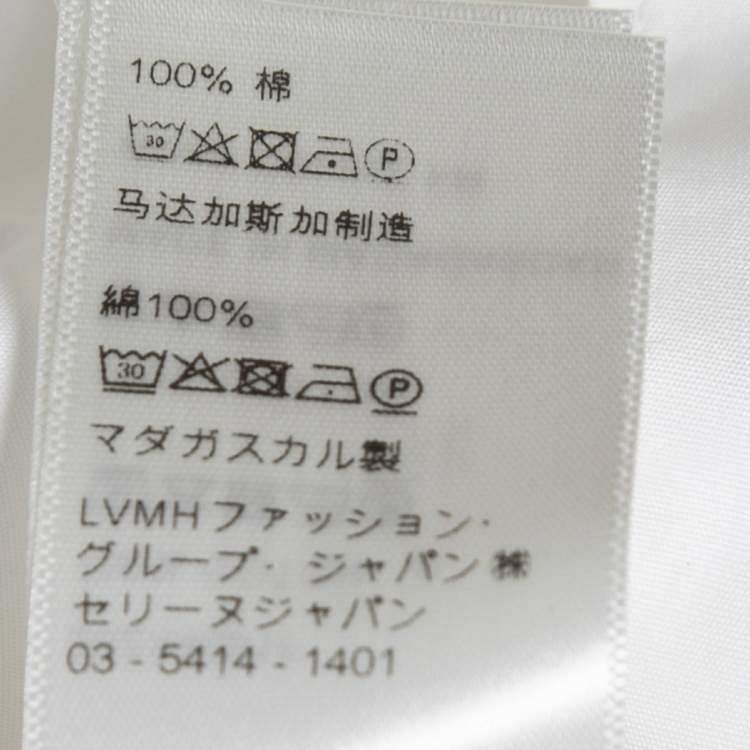 100% 棉
30 P
马达加斯加制造
綿100%
30 P
マダガスカル製
LVMHファッション・
グループ・ジャパン株
セリーヌジャパン
03 - 5414 - 1401